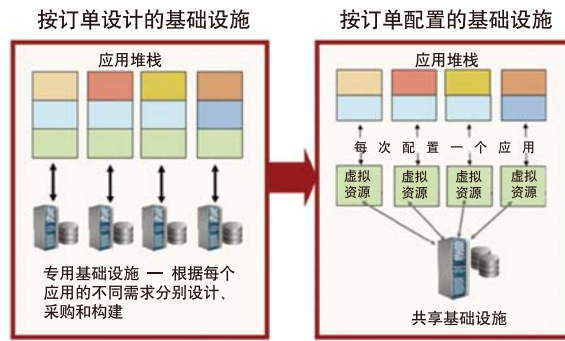 按订单设计的基础设施
应用堆栈
专用基础设施 — 根据每个
应用的不同需求分别设计、
采购和构建
按订单配置的基础设施
应用堆栈
每次配置一个应用
虚拟
资源
虚拟
资源
虚拟
资源
虚拟
资源
共享基础设施